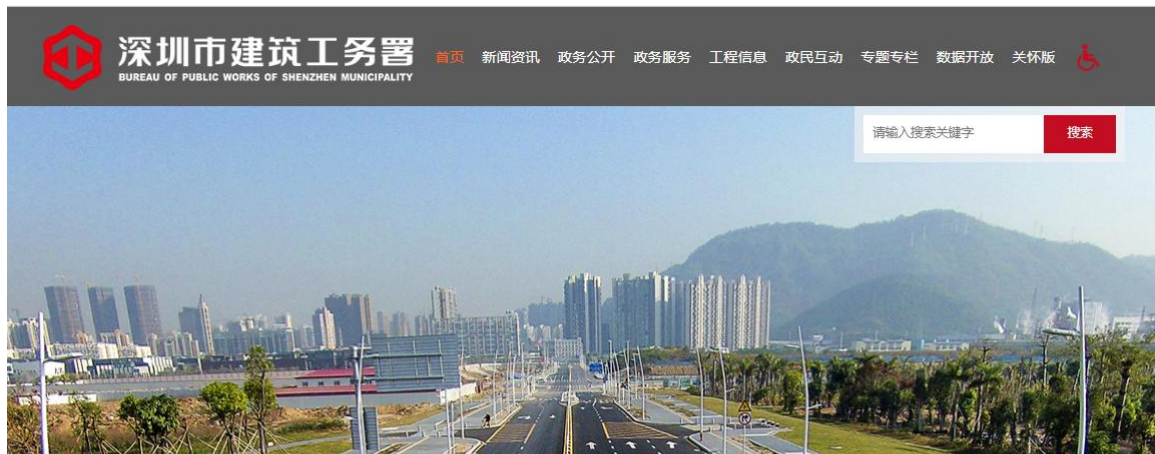 深圳市建筑工务署
BUREAU OF PUBLIC WORKS OF SHENZHEN MUNICIPALITY
首页 新闻资讯 政务公开 政务服务 工程信息 政民互动 专题专栏 数据开放 关怀版
请输入搜索关键字 搜索